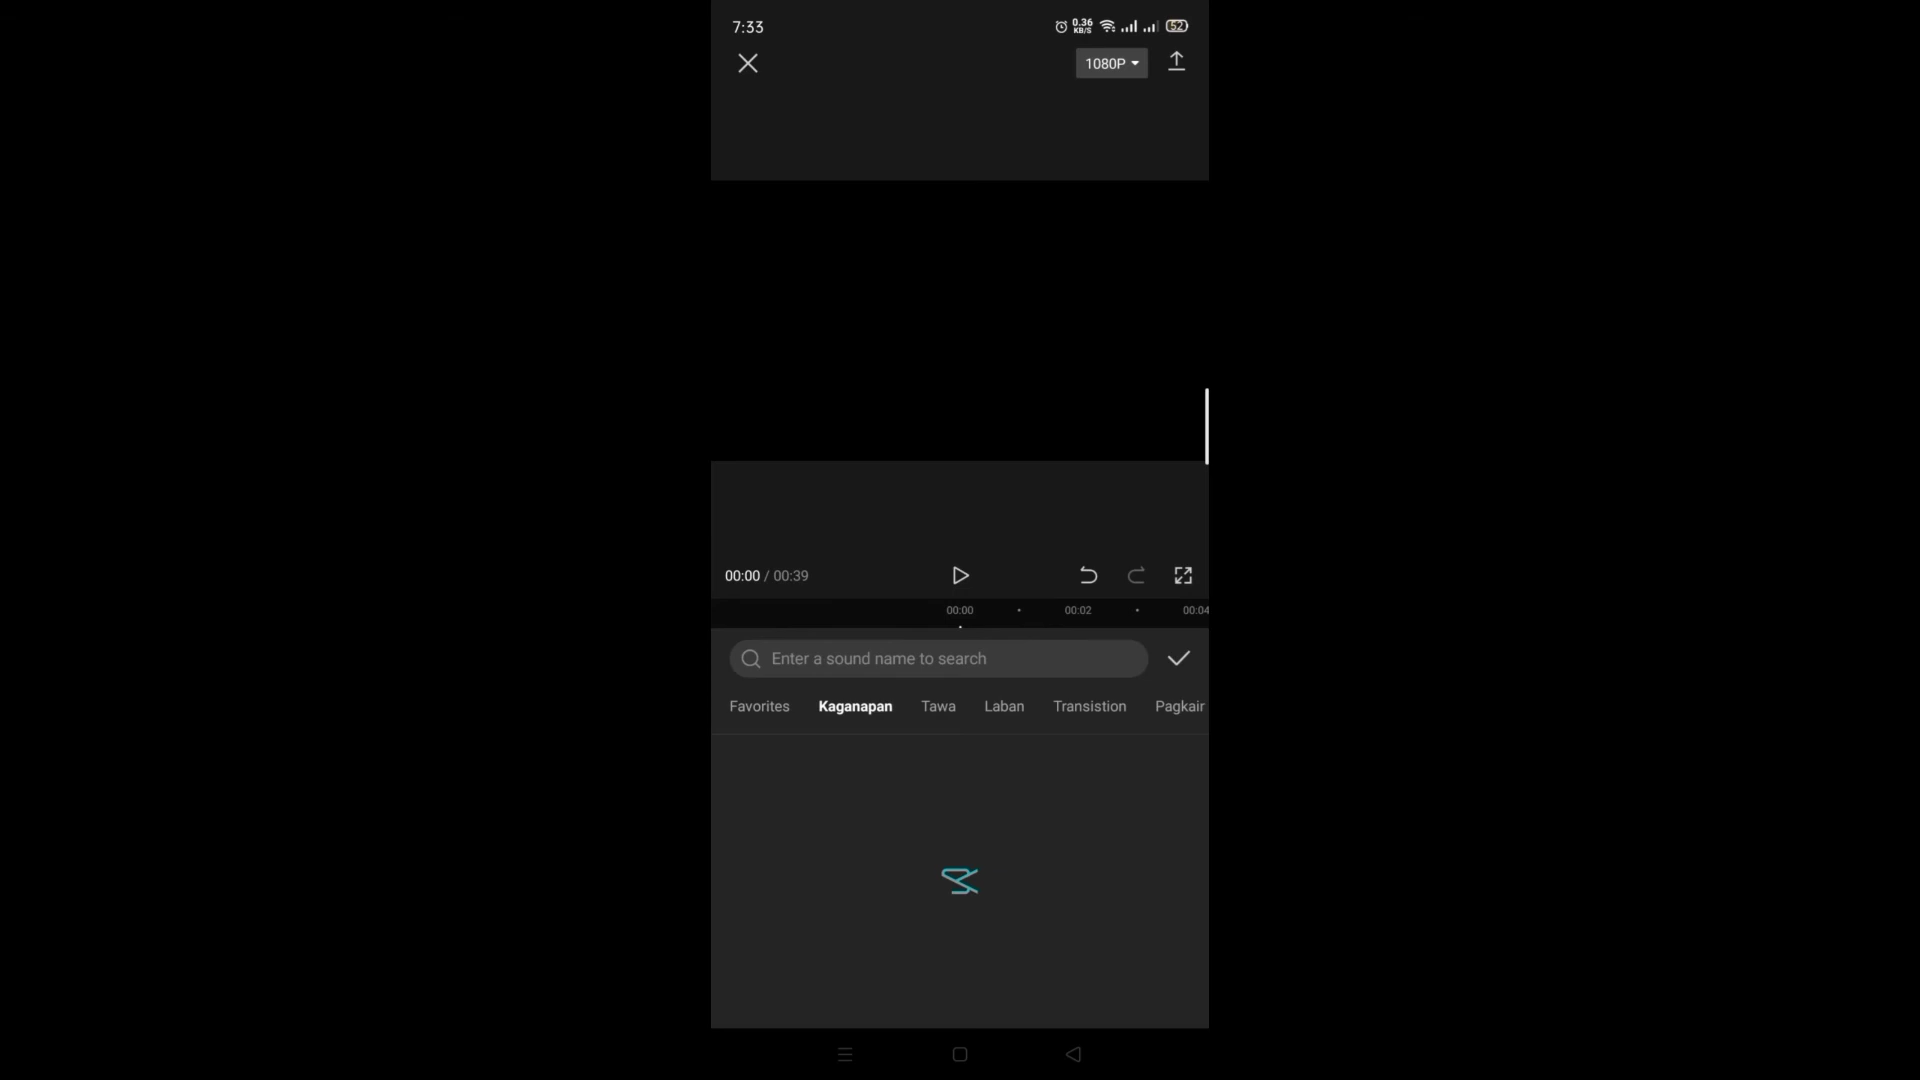 7:33
0.36
KB/S
52
1080P
00:00 / 00:39
00:00
00:02
00:04
Enter a sound name to search
Favorites
Kaganapan
Tawa
Laban
Transistion
Pagkair